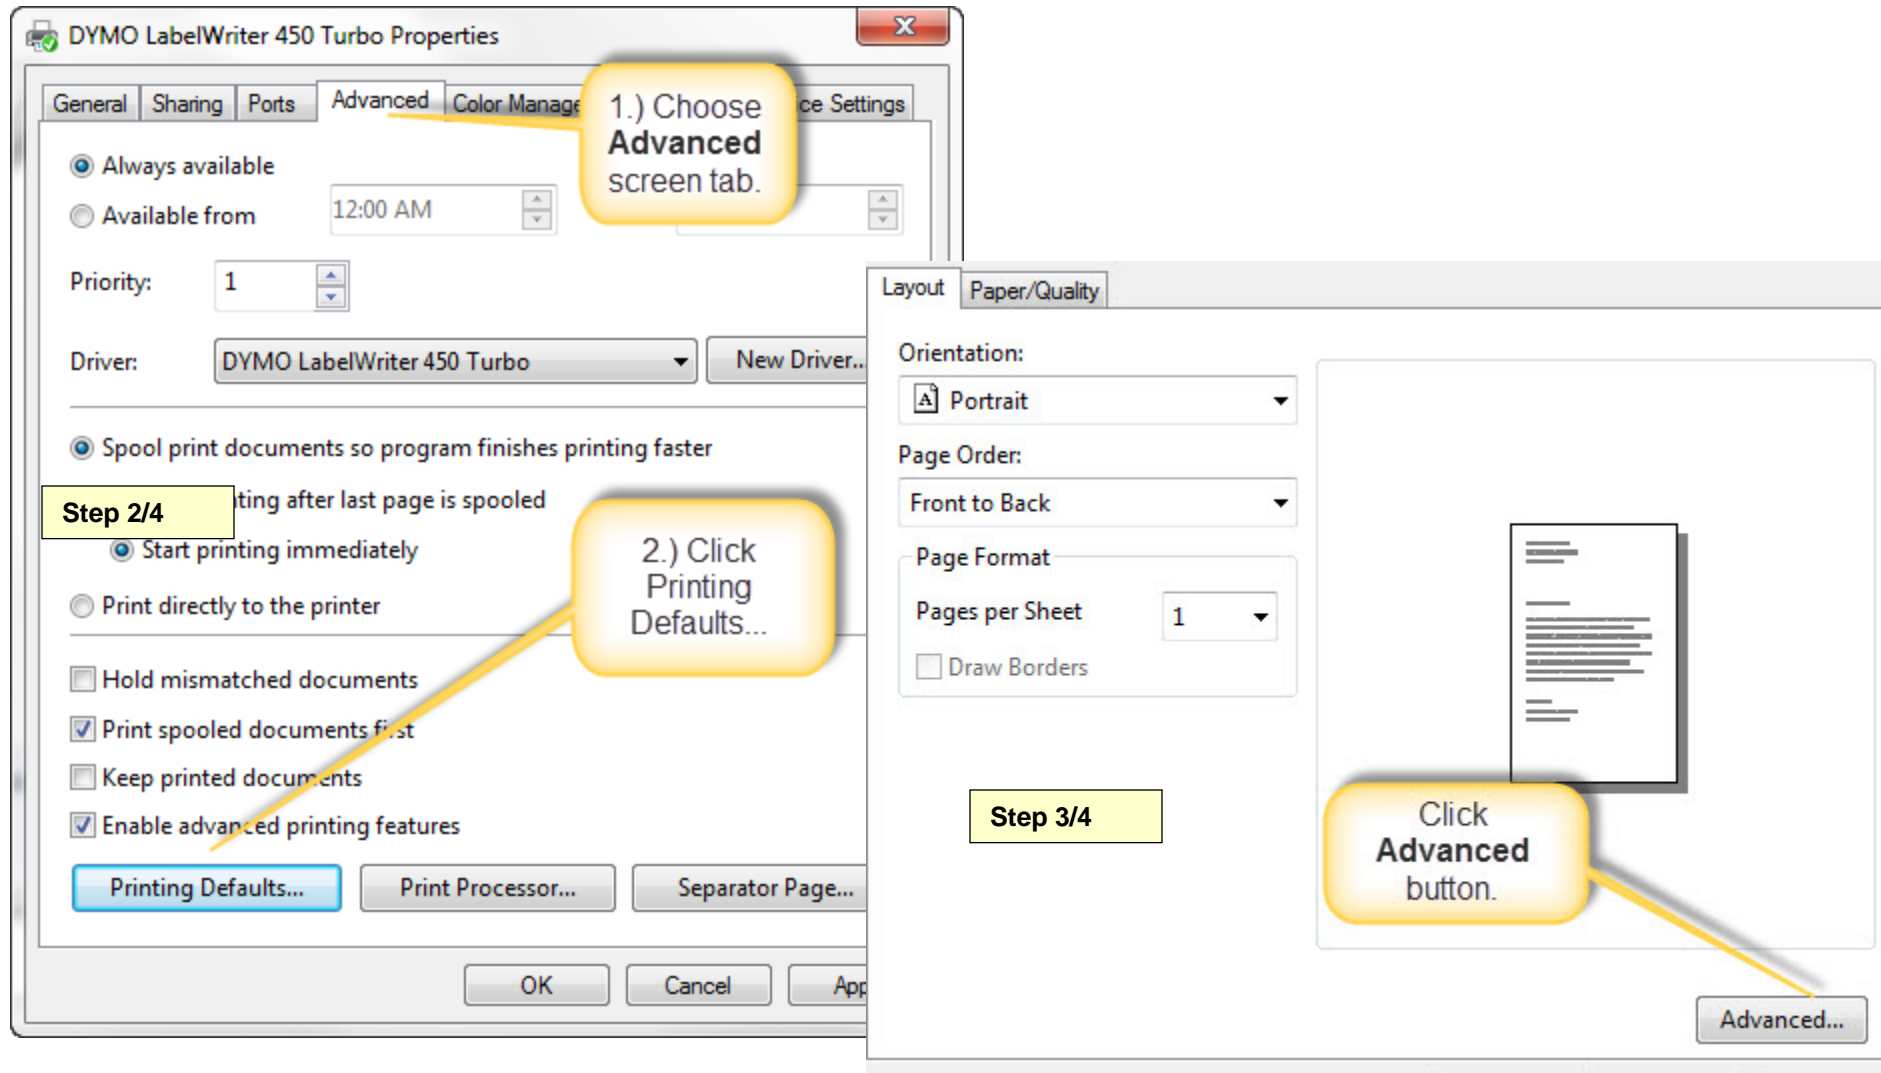 DYMO LabelWriter 450 Turbo Properties
General Sharing Ports Advanced Color Manage ce Settings
1.) Choose
Advanced
screen tab.
Always available
Available from 12:00 AM
Priority: 1
Driver: DYMO LabelWriter 450 Turbo New Driver...
Spool print documents so program finishes printing faster
Step 2/4
nting after last page is spooled
Start printing immediately
2.) Click
Printing
Defaults...
Print directly to the printer
Hold mismatched documents
Print spooled documents first
Keep printed documents
Enable advanced printing features
Printing Defaults... Print Processor... Separator Page...
OK Cancel App
Layout Paper/Quality
Orientation:
A Portrait
Page Order:
Front to Back
Page Format
Pages per Sheet 1
Draw Borders
Step 3/4
Click
Advanced
button.
Advanced...